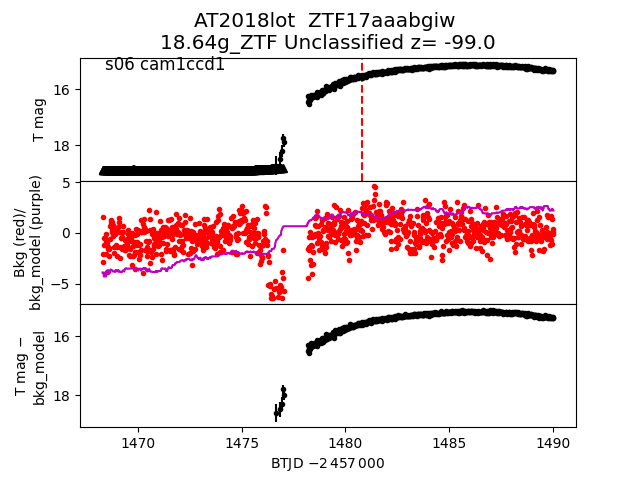 AT2018lot  ZTF17aaabgiw
18.64g_ZTF Unclassified z= -99.0
s06 cam1ccd1
T mag
16
18
Bkg (red)/
bkg_model (purple)
5
0
−5
T mag −
bkg_model
16
18
1470
1475
1480
1485
1490
BTJD −2 457 000